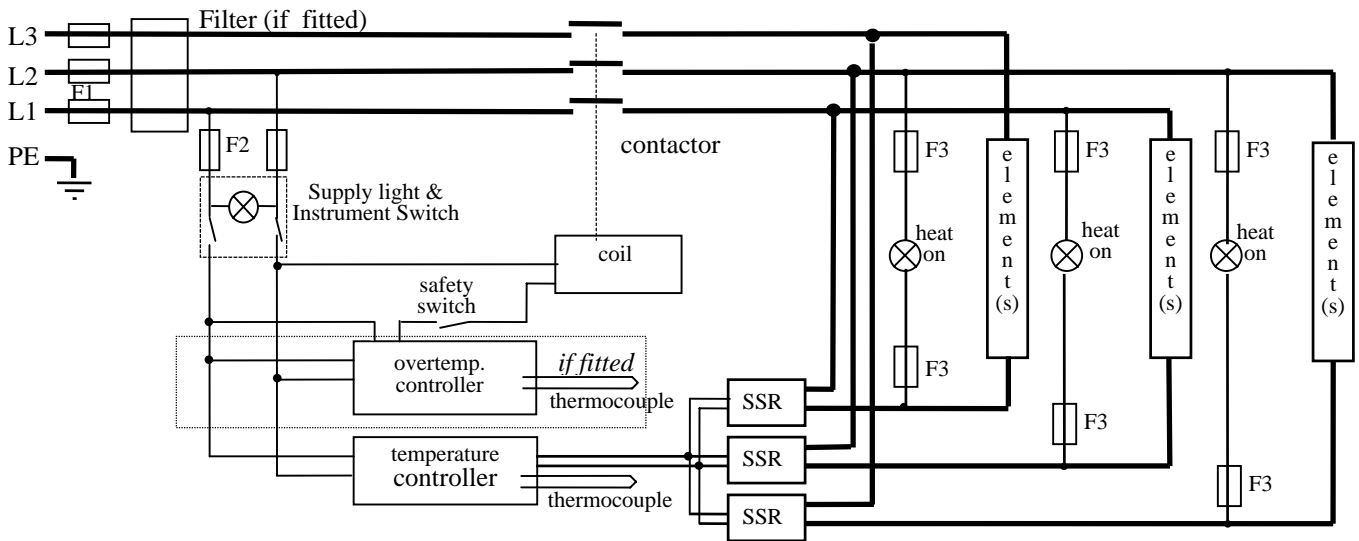 Filter (if fitted)
L3
L2
F1
L1
PE
F2
contactor
Supply light &
Instrument Switch
coil
safety
switch
overtemp.
controller
if fitted
thermocouple
temperature
controller
thermocouple
SSR
SSR
SSR
F3
heat
on
F3
element
(s)
F3
heat
on
F3
element
(s)
F3
heat
on
F3
element
(s)